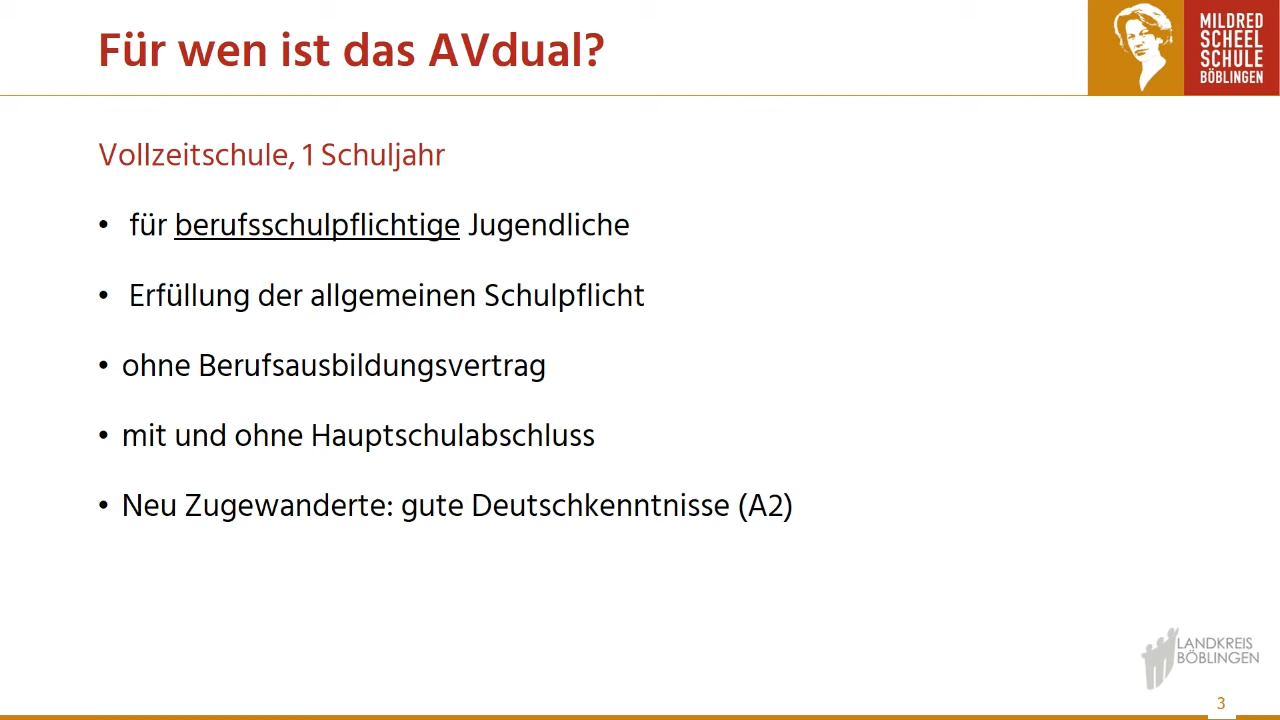 Für wen ist das AVdual?
MILDRED
SCHEEL
SCHULE
BÖBLINGEN
Vollzeitschule, 1 Schuljahr
• für berufsschulpflichtige Jugendliche
• Erfüllung der allgemeinen Schulpflicht
• ohne Berufsausbildungsvertrag
• mit und ohne Hauptschulabschluss
• Neu Zugewanderte: gute Deutschkenntnisse (A2)
LANDKREIS
BÖBLINGEN
3